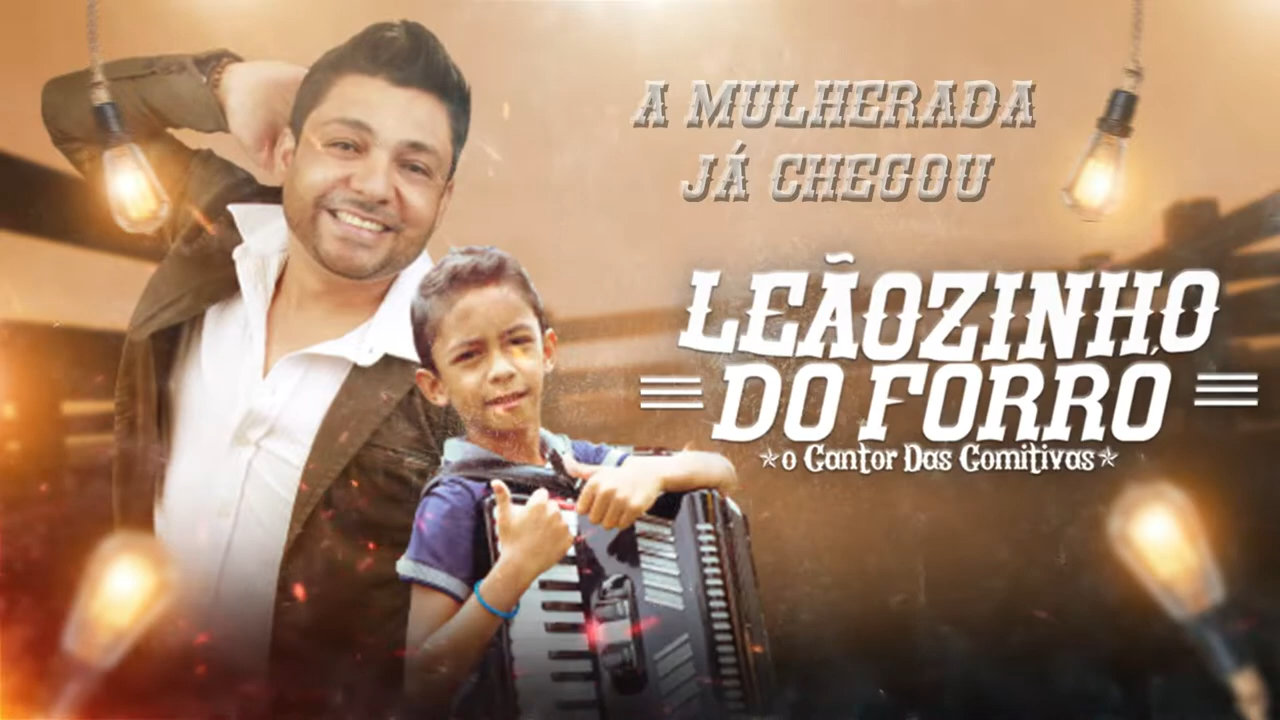 A MULHERADA
JÁ CHEGOU
LEÃOZINHO
DO FORRÓ
o Cantor Das Comitivas